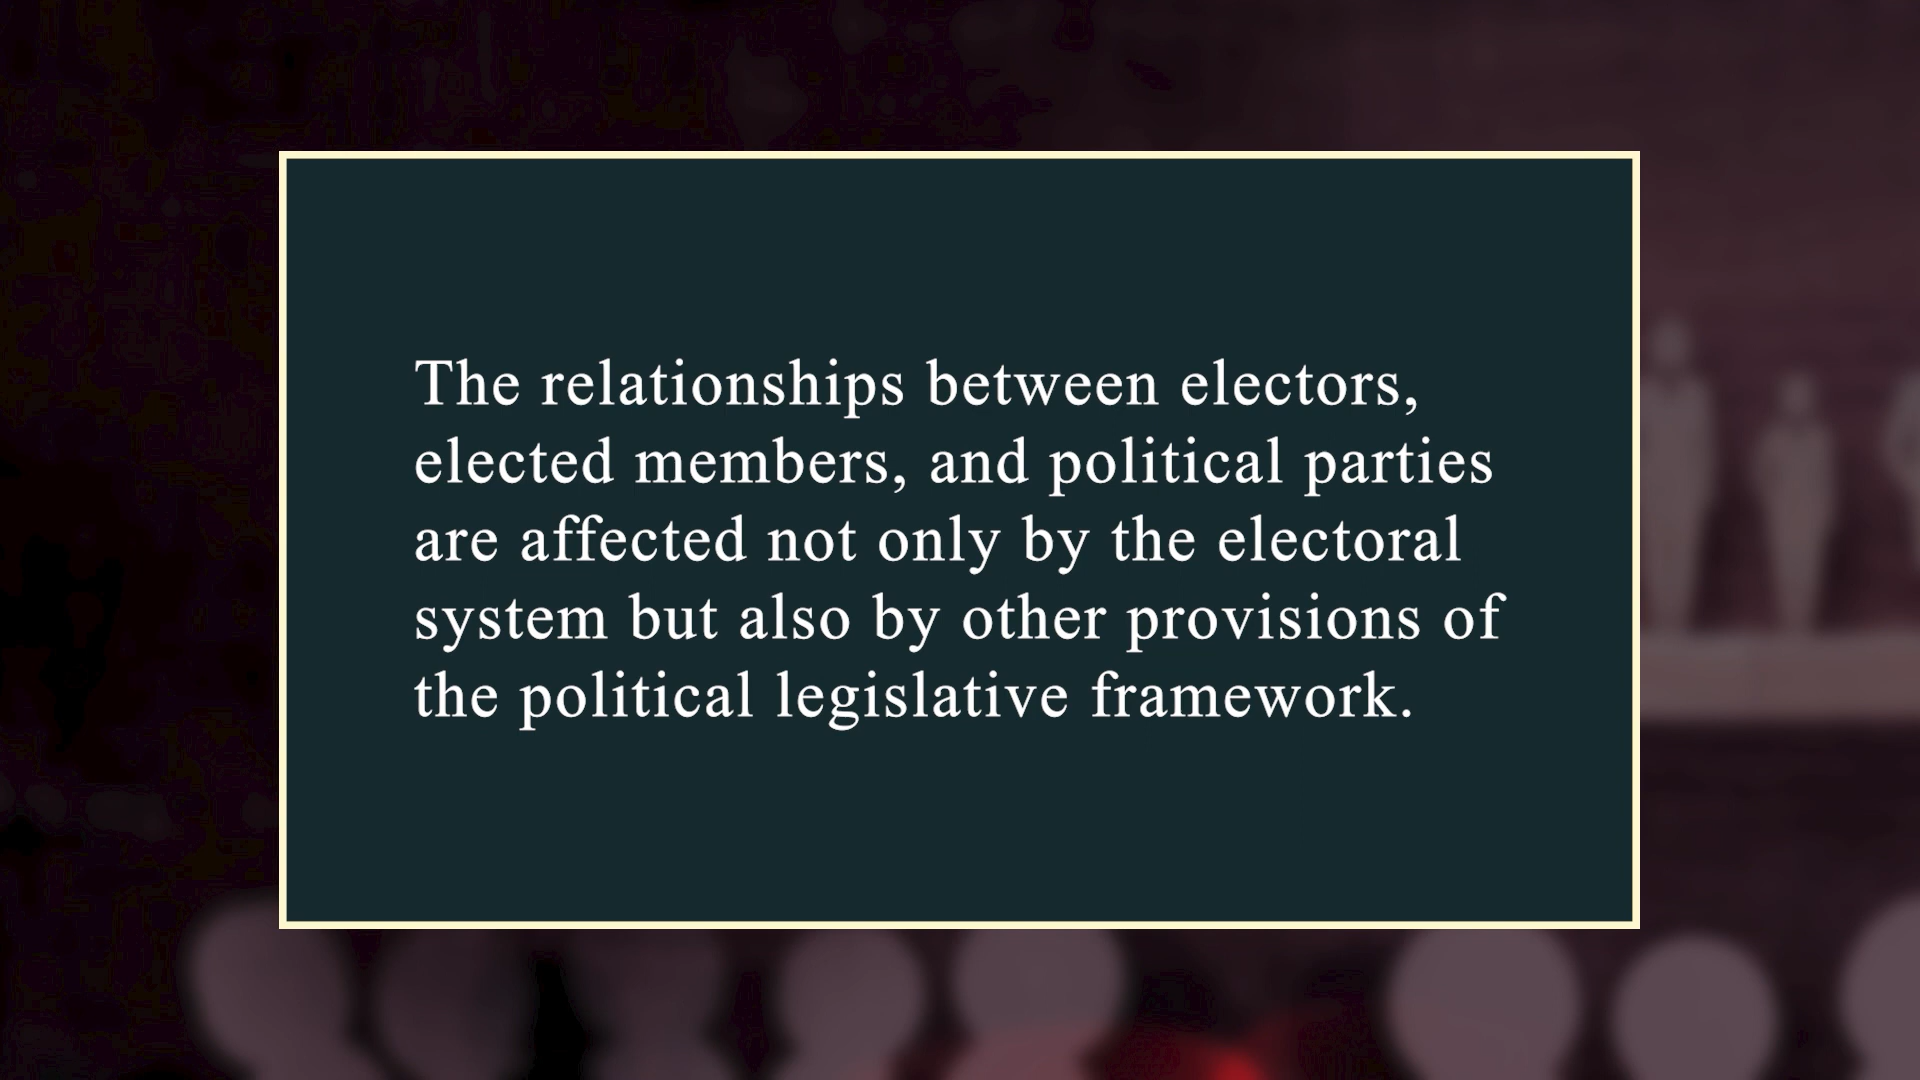 The relationships between electors,
elected members, and political parties
are affected not only by the electoral
system but also by other provisions of
the political legislative framework.